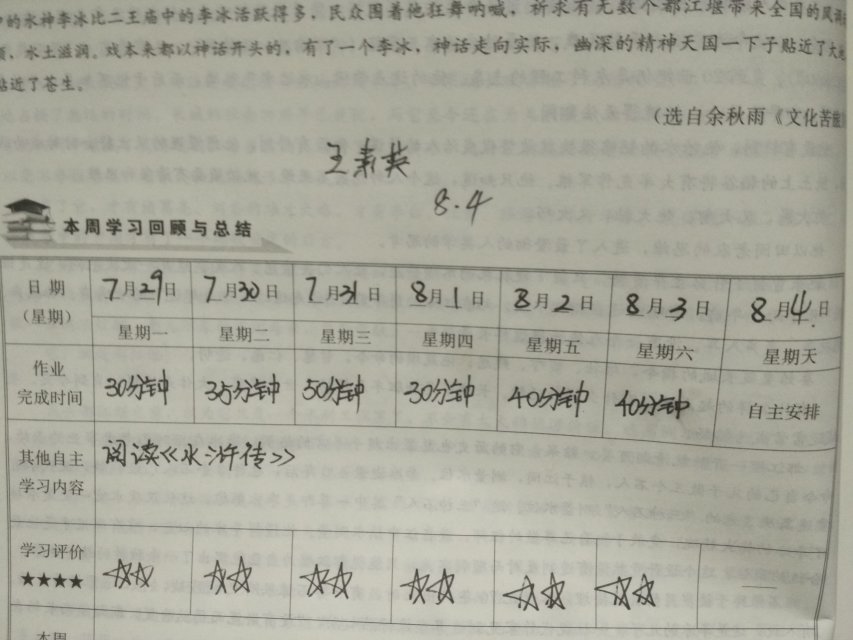 的水神李冰比二王庙中的李冰活跃得多，民众围着他狂舞呐喊，祈求有无数个都江堰带来全国的风调
、水土滋润。戏本来都以神话开头的，有了一个李冰，神话走向实际，幽深的精神天国一下子贴近了大
贴近了苍生。
（选自余秋雨《文化苦旅
8.4
本周学习回顾与总结
日期（星期） 7月29日 星期一 7月30日 星期二 7月31日 星期三 8月1日 星期四 8月2日 星期五 8月3日 星期六 8月4日 星期天
作业完成时间 30分钟 35分钟 50分钟 30分钟 40分钟 40分钟 自主安排
其他自主学习内容 阅读《水浒传》
学习评价 ★★★★ ☆☆ ☆☆ ☆☆ ☆☆ ☆☆ ☆☆
本周